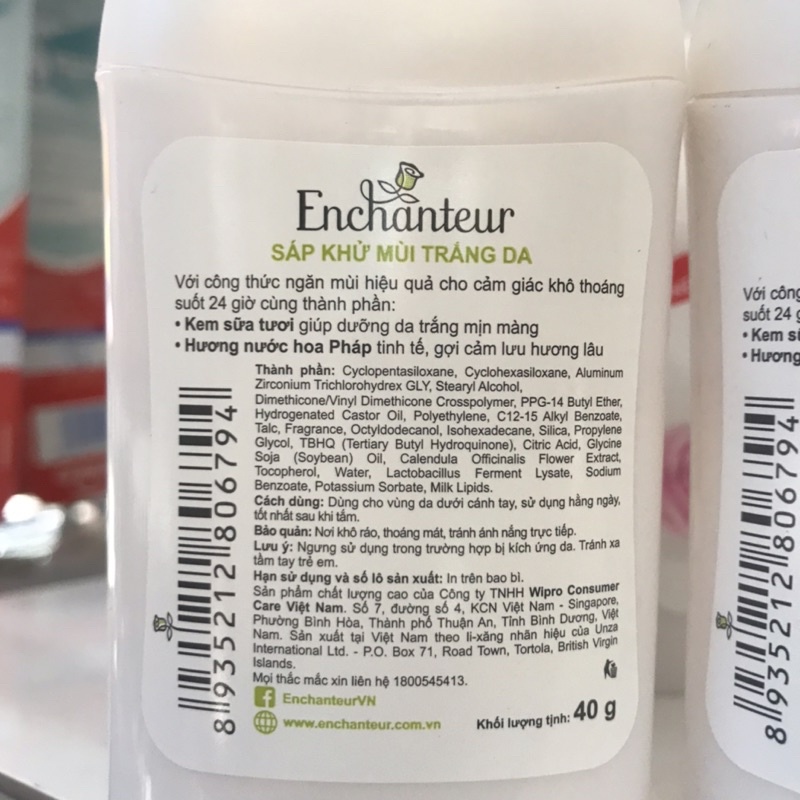 Enchanteur
SÁP KHỬ MÙI TRẮNG DA
Với công thức ngăn mùi hiệu quả cho cảm giác khô thoáng
suốt 24 giờ cùng thành phần:
• Kem sữa tươi giúp dưỡng da trắng mịn màng
• Hương nước hoa Pháp tinh tế, gợi cảm lưu hương lâu
Thành phần: Cyclopentasiloxane, Cyclohexasiloxane, Aluminum
Zirconium Trichlorohydrex GLY, Stearyl Alcohol,
Dimethicone/Vinyl Dimethicone Crosspolymer, PPG-14 Butyl Ether,
Hydrogenated Castor Oil, Polyethylene, C12-15 Alkyl Benzoate,
Talc, Fragrance, Octyldodecanol, Isohexadecane, Silica, Propylene
Glycol, TBHQ (Tertiary Butyl Hydroquinone), Citric Acid, Glycine
Soja (Soybean) Oil, Calendula Officinalis Flower Extract,
Tocopherol, Water, Lactobacillus Ferment Lysate, Sodium
Benzoate, Potassium Sorbate, Milk Lipids.
Cách dùng: Dùng cho vùng da dưới cánh tay, sử dụng hằng ngày,
tốt nhất sau khi tắm.
Bảo quản: Nơi khô ráo, thoáng mát, tránh ánh nắng trực tiếp.
Lưu ý: Ngưng sử dụng trong trường hợp bị kích ứng da. Tránh xa
tầm tay trẻ em.
Hạn sử dụng và số lô sản xuất: In trên bao bì.
Sản phẩm chất lượng cao của Công ty TNHH Wipro Consumer
Care Việt Nam. Số 7, đường số 4, KCN Việt Nam - Singapore,
Phường Bình Hòa, Thành phố Thuận An, Tỉnh Bình Dương, Việt
Nam. Sản xuất tại Việt Nam theo li-xăng nhãn hiệu của Unza
International Ltd. - P.O. Box 71, Road Town, Tortola, British Virgin
Islands.
Mọi thắc mắc xin liên hệ 1800545413.
EnchanteurVN
www.enchanteur.com.vn
Khối lượng tịnh: 40 g
8 935212 806794
Với công
suốt 24 g
• Kem sữ
• Hương
8 935212 806794